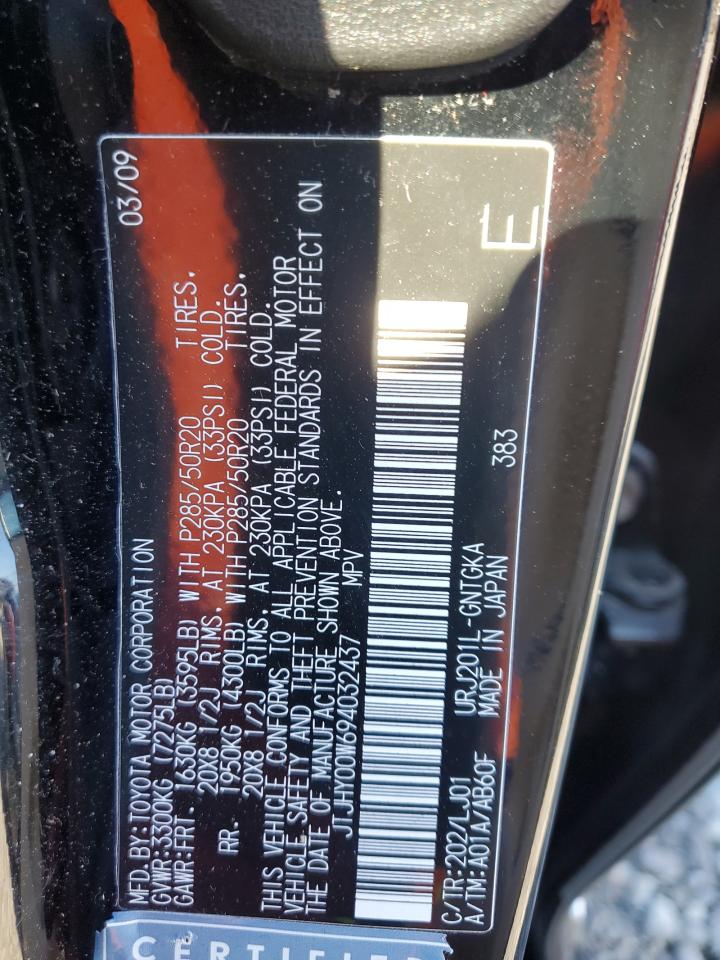 MFD.BY:TOYOTA MOTOR CORPORATION 03/09
GVWR:3300KG (7275LB)
GAWR:FRT. 1630KG (3595LB) WITH P285/50R20 TIRES,
20X8 1/2J RIMS, AT 230KPA (33PSI) COLD.
RR. 1950KG (4300LB) WITH P285/50R20 TIRES,
20X8 1/2J RIMS, AT 230KPA (33PSI) COLD.
THIS VEHICLE CONFORMS TO ALL APPLICABLE FEDERAL MOTOR
VEHICLE SAFETY AND THEFT PREVENTION STANDARDS IN EFFECT ON
THE DATE OF MANUFACTURE SHOWN ABOVE.
JTJHY00W694032437 MPV
C/TR:202/LJ01 URJ201L-GNTGKA
A/TM:A01A/AB60F MADE IN JAPAN 383 E
CERTIFIED